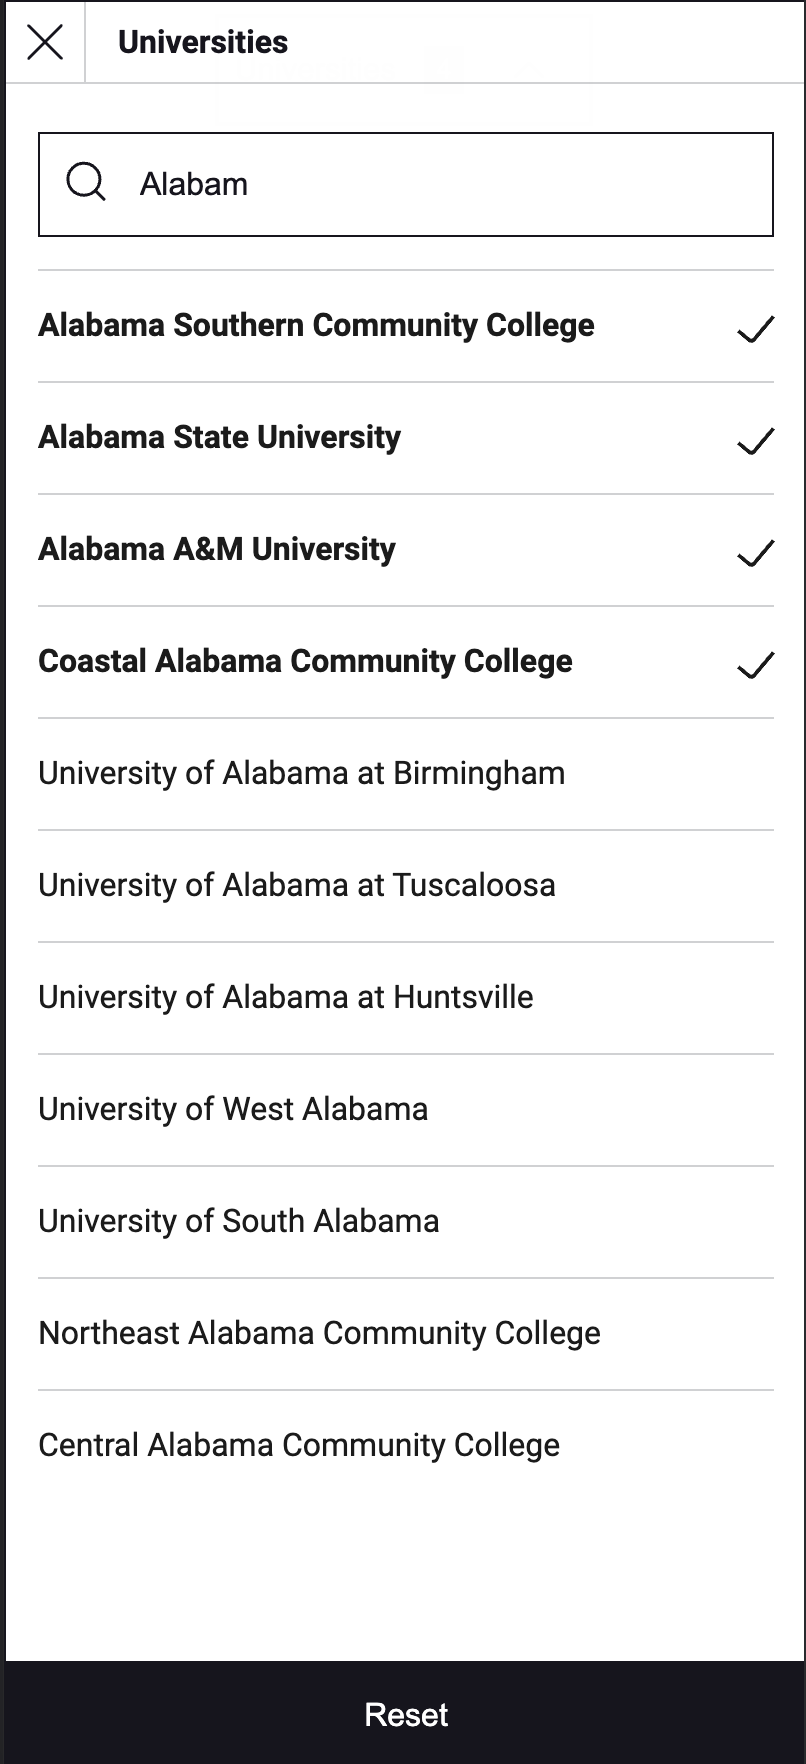 Universities
Alabam
Alabama Southern Community College
Alabama State University
Alabama A&M University
Coastal Alabama Community College
University of Alabama at Birmingham
University of Alabama at Tuscaloosa
University of Alabama at Huntsville
University of West Alabama
University of South Alabama
Northeast Alabama Community College
Central Alabama Community College
Reset